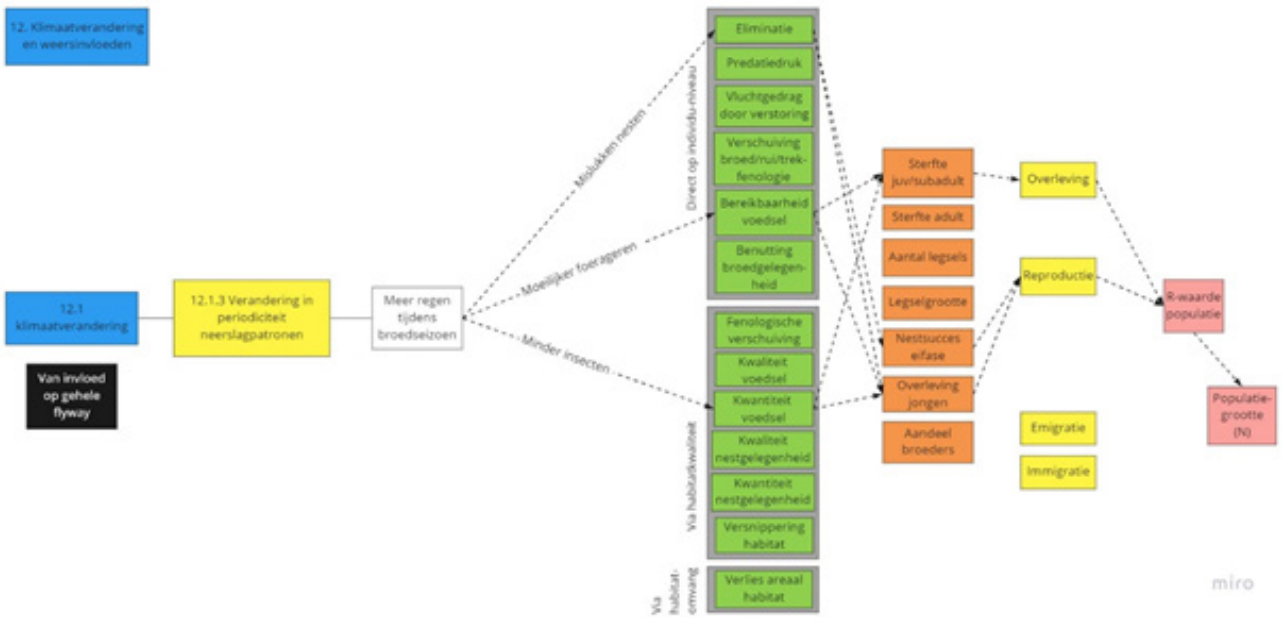 12. Klimaatverandering
en weersinvloeden
12.1
klimaatverandering
Van invloed
op gehele
flyway
12.1.3 Verandering in
periodiciteit
neerslagpatronen
Meer regen
tijdens
broedseizoen
Mislukken nesten
Moeilijker foerageren
Minder insecten
Direct op individu-niveau
Eliminatie
Predatiedruk
Vluchtgedrag
door verstoring
Verschuiving
broed/rui/trek-
fenologie
Bereikbaarheid
voedsel
Benutting
broedgelegen-
heid
Via habitatkwaliteit
Fenologische
verschuiving
Kwaliteit
voedsel
Kwantiteit
voedsel
Kwaliteit
nestgelegenheid
Kwantiteit
nestgelegenheid
Versnippering
habitat
Via
habitat-
omvang
Verlies areaal
habitat
Sterfte
juv/subadult
Sterfte adult
Aantal legsels
Legselgrootte
Nestsucces
eifase
Overleving
jongen
Aandeel
broeders
Overleving
Reproductie
Emigratie
Immigratie
R-waarde
populatie
Populatie-
grootte
(N)
miro